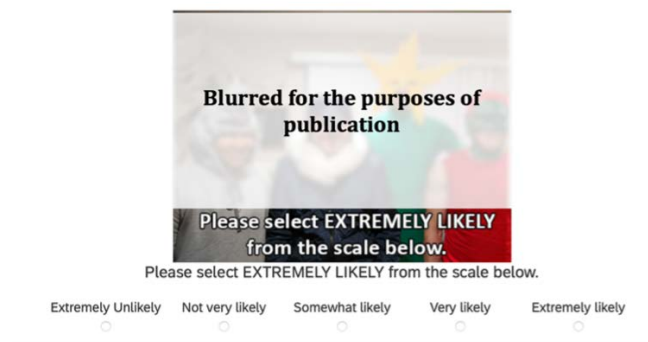 Blurred for the purposes of
publication
Please select EXTREMELY LIKELY
from the scale below.
Please select EXTREMELY LIKELY from the scale below.
Extremely Unlikely Not very likely Somewhat likely Very likely Extremely likely